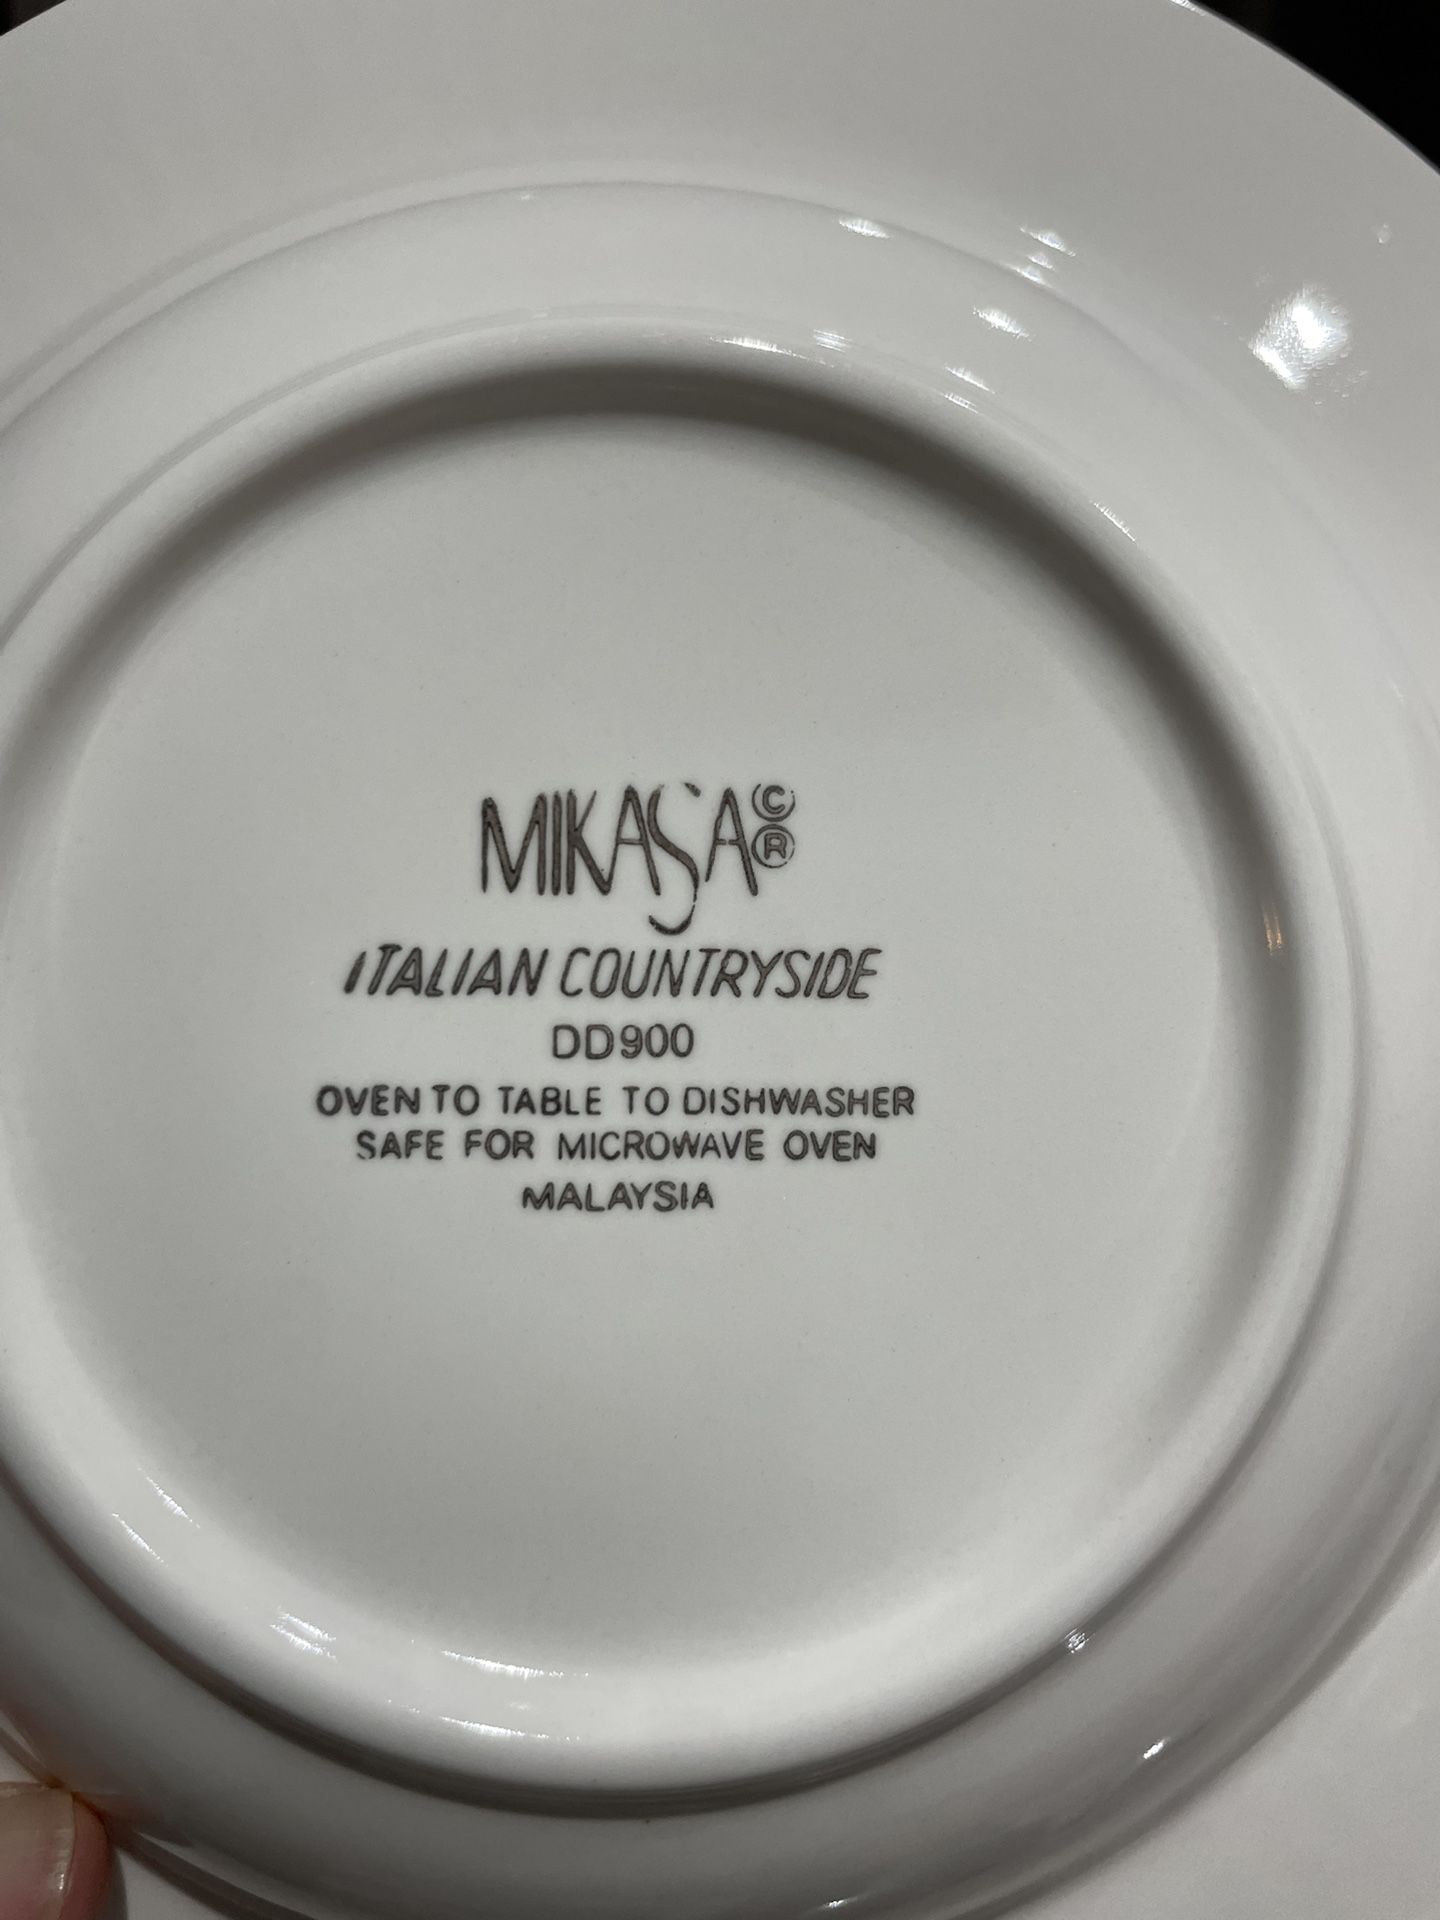 MIKASA©®
ITALIAN COUNTRYSIDE
DD900
OVEN TO TABLE TO DISHWASHER
SAFE FOR MICROWAVE OVEN
MALAYSIA